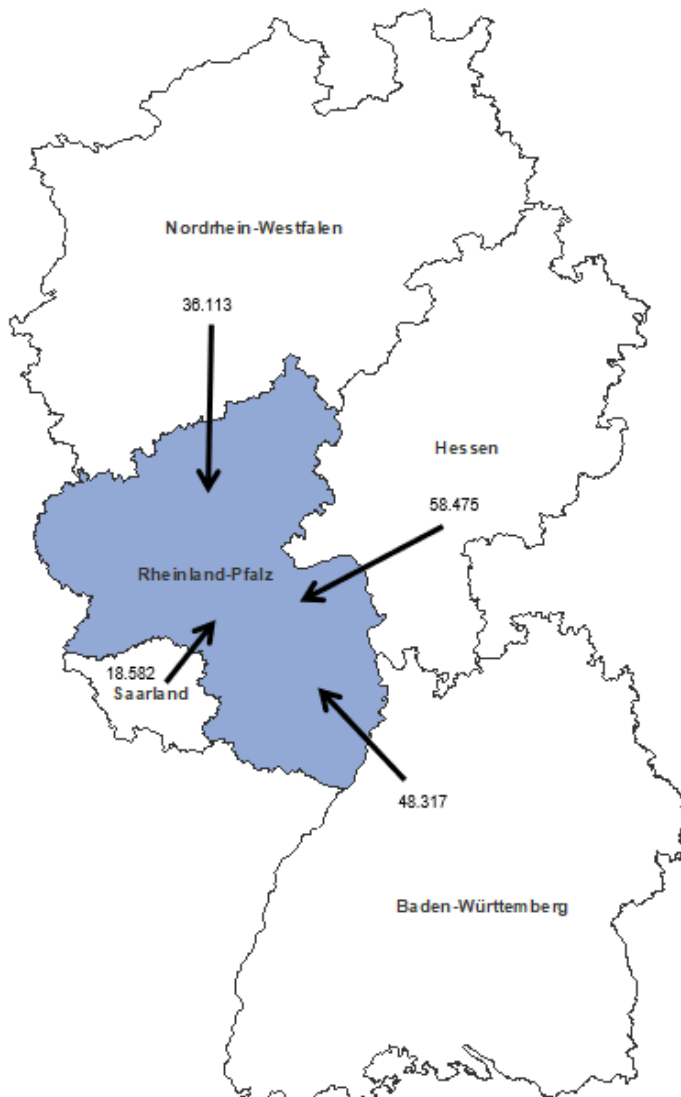 Nordrhein-Westfalen
36.113
Hessen
58.475
Rheinland-Pfalz
18.582
Saarland
48.317
Baden-Württemberg